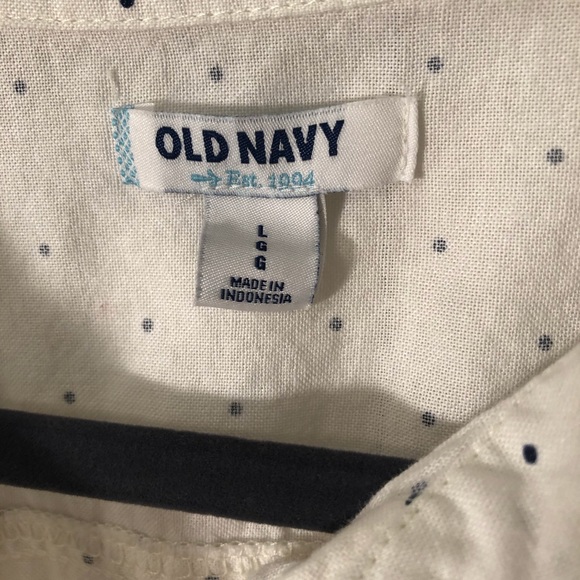 OLD NAVY
Est. 1994
L
G
G
MADE IN
INDONESIA